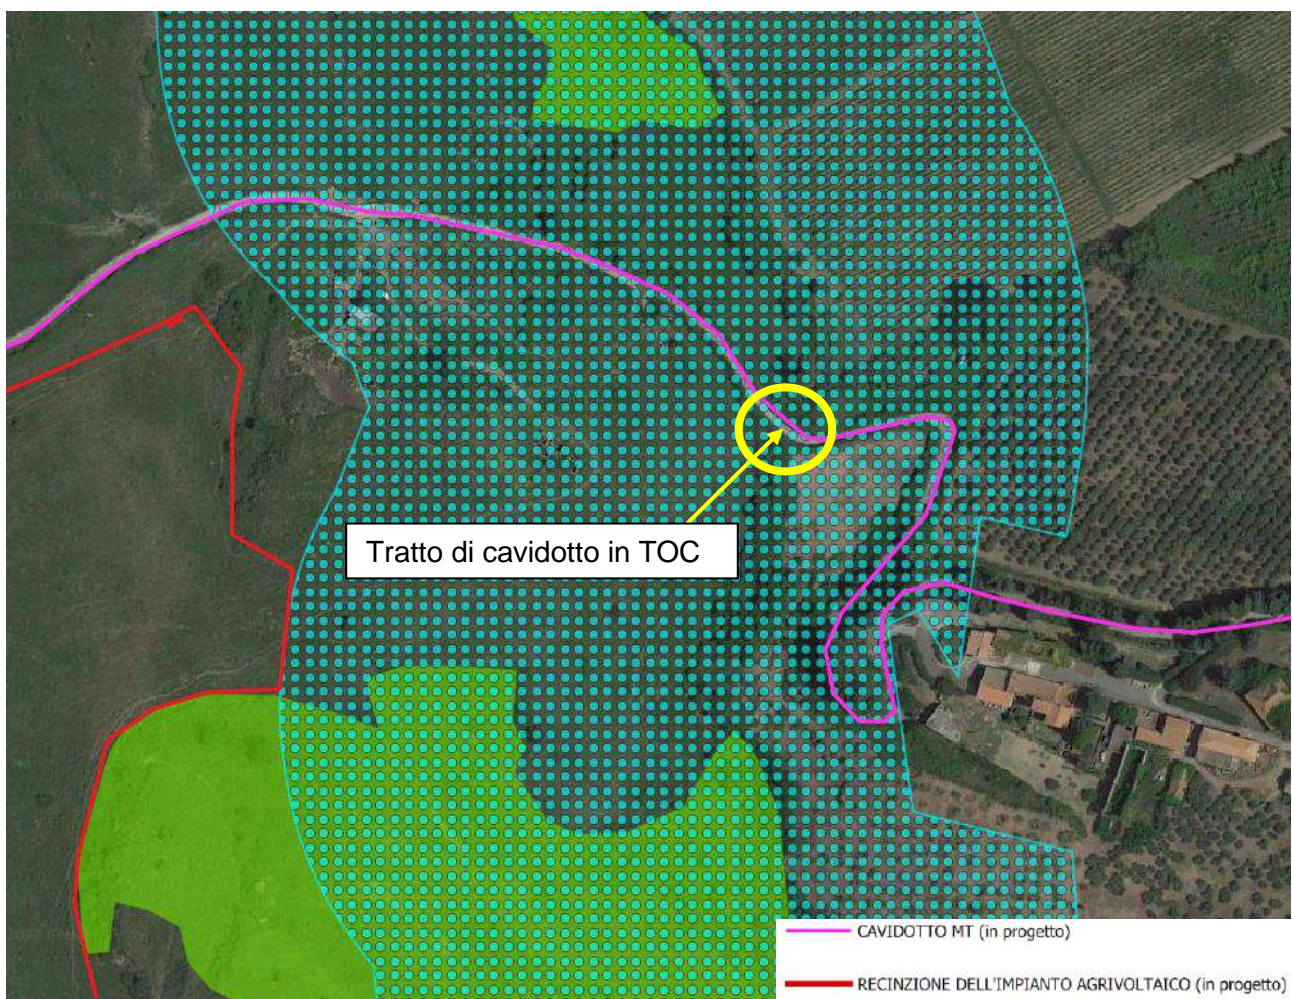 Tratto di cavidotto in TOC
CAVIDOTTO MT (in progetto)
RECINZIONE DELL'IMPIANTO AGRIVOLTAICO (in progetto)